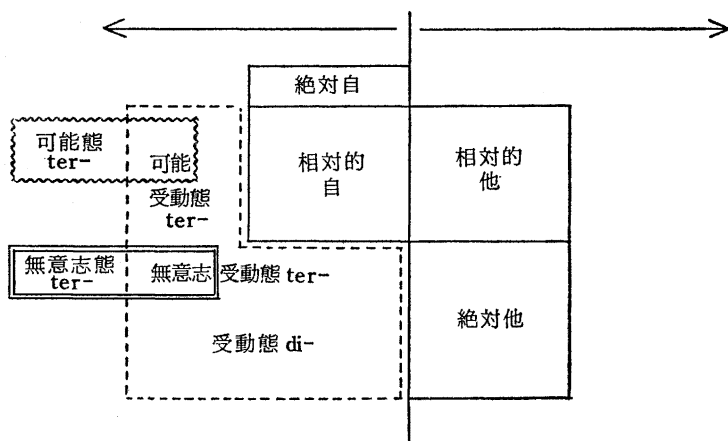 絶対自
可能態
ter-
可能
相対的
自
相対的
他
受動態
ter-
無意志態
ter-
無意志
受動態 ter-
絶対他
受動態 di-